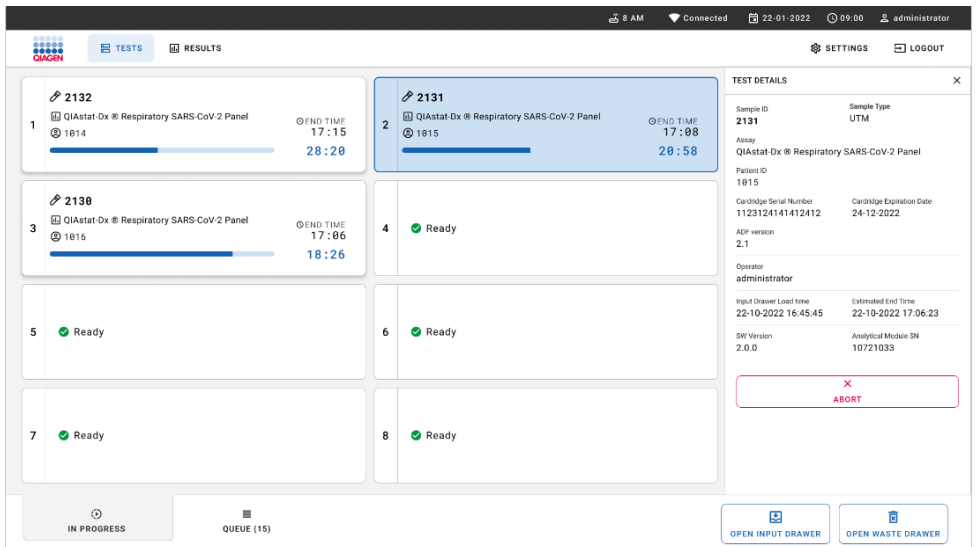 8 AM Connected 22-01-2022 09:00 administrator
QIAGEN TESTS RESULTS SETTINGS LOGOUT
1
2132
QIAstat-Dx ® Respiratory SARS-CoV-2 Panel
1014
END TIME
17:15
28:20
2
2131
QIAstat-Dx ® Respiratory SARS-CoV-2 Panel
1015
END TIME
17:08
20:58
3
2130
QIAstat-Dx ® Respiratory SARS-CoV-2 Panel
1016
END TIME
17:06
18:26
4 Ready
5 Ready
6 Ready
7 Ready
8 Ready
TEST DETAILS
Sample ID Sample Type
2131 UTM
Assay
QIAstat-Dx ® Respiratory SARS-CoV-2 Panel
Patient ID
1015
Cardridge Serial Number Cardridge Expiration Date
1123124141412412 24-12-2022
ADF version
2.1
Operator
administrator
Input Drawer Load time Estimated End Time
22-10-2022 16:45:45 22-10-2022 17:06:23
SW Version Analytical Module SN
2.0.0 10721033
ABORT
IN PROGRESS QUEUE (15) OPEN INPUT DRAWER OPEN WASTE DRAWER